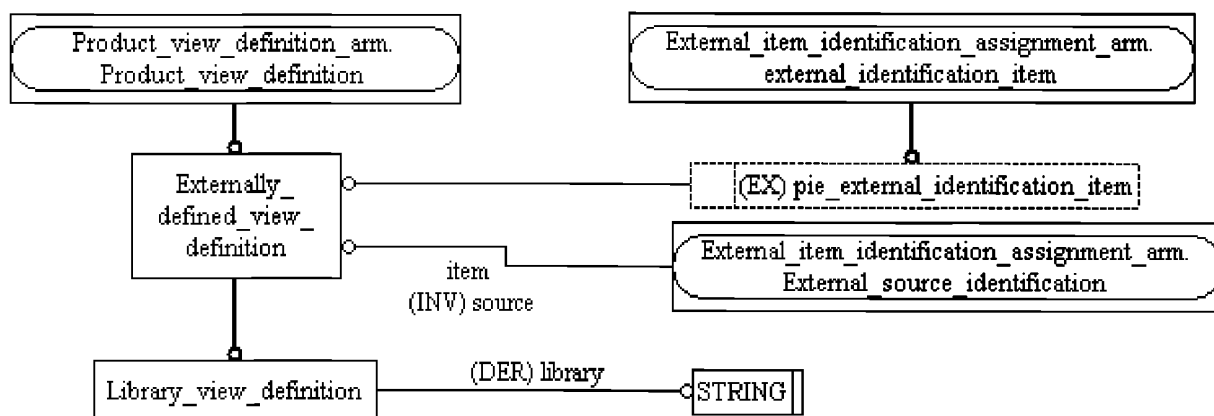 Product_view_definition_arm.
Product_view_definition
External_item_identification_assignment_arm.
external_identification_item
Externally_
defined_view_
definition
(EX) pie_external_identification_item
External_item_identification_assignment_arm.
External_source_identification
item
(INV) source
Library_view_definition
(DER) library
STRING